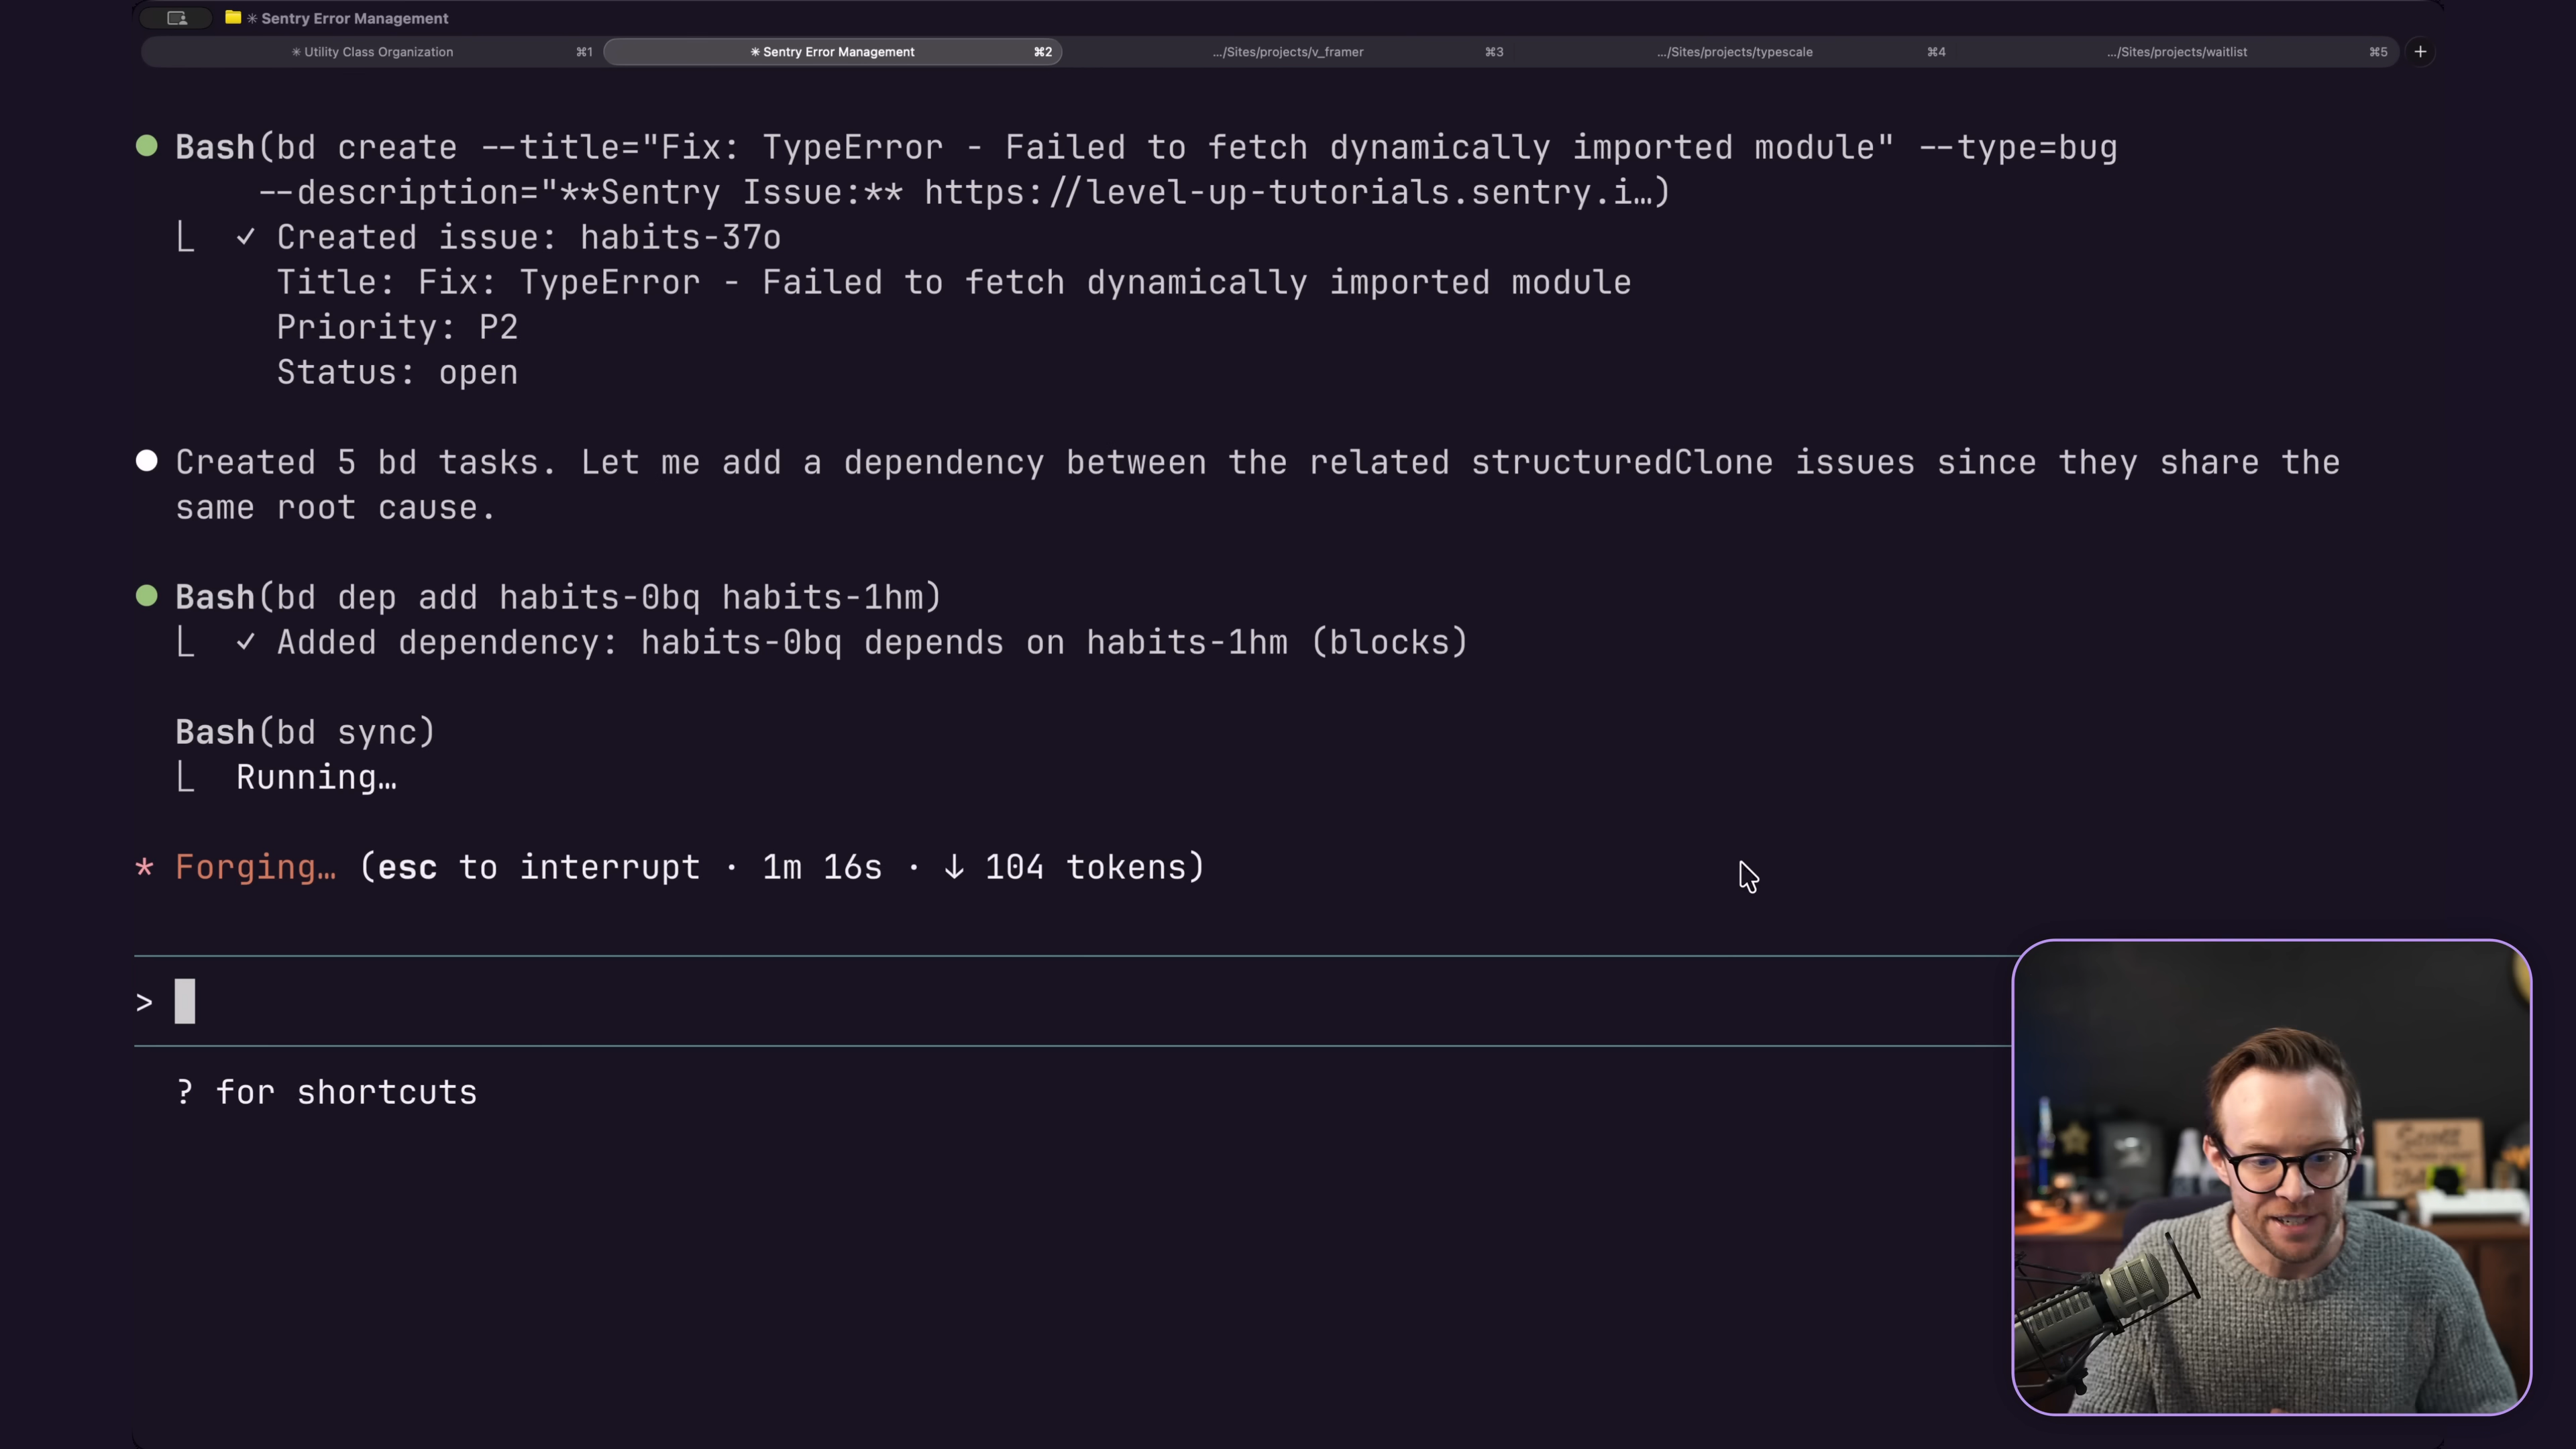 ✳ Sentry Error Management
✳ Utility Class Organization ⌘1 ✳ Sentry Error Management ⌘2 .../Sites/projects/v_framer ⌘3 .../Sites/projects/typescale ⌘4 .../Sites/projects/waitlist ⌘5 +
Bash(bd create --title="Fix: TypeError - Failed to fetch dynamically imported module" --type=bug
--description="**Sentry Issue:** https://level-up-tutorials.sentry.i…)
✓ Created issue: habits-37o
Title: Fix: TypeError - Failed to fetch dynamically imported module
Priority: P2
Status: open
Created 5 bd tasks. Let me add a dependency between the related structuredClone issues since they share the
same root cause.
Bash(bd dep add habits-0bq habits-1hm)
✓ Added dependency: habits-0bq depends on habits-1hm (blocks)
Bash(bd sync)
Running…
* Forging… (esc to interrupt · 1m 16s · ↓ 104 tokens)
>
? for shortcuts